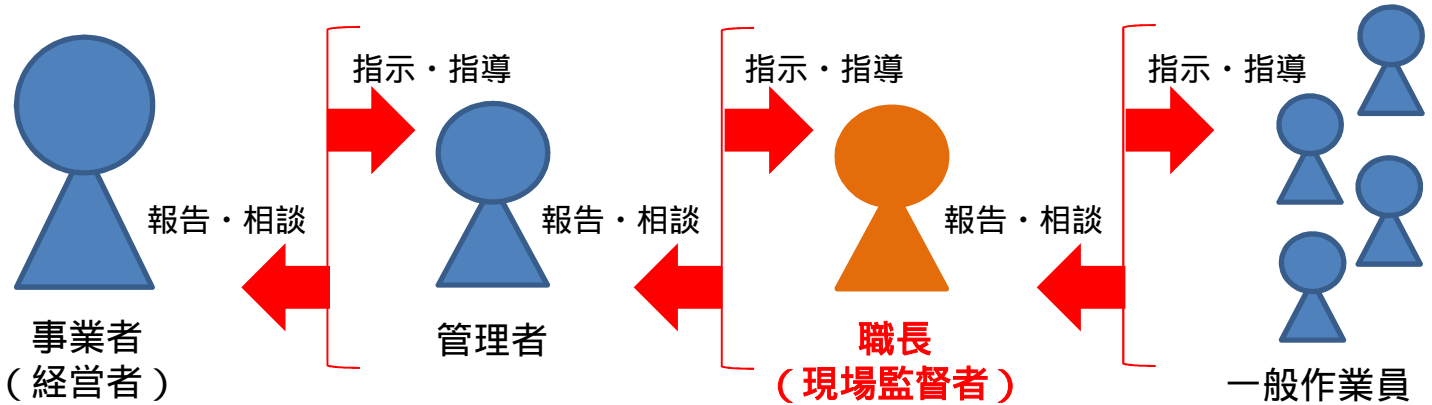 指示・指導
指示・指導
指示・指導
報告・相談
報告・相談
報告・相談
事業者
（経営者）
管理者
職長
（現場監督者）
一般作業員